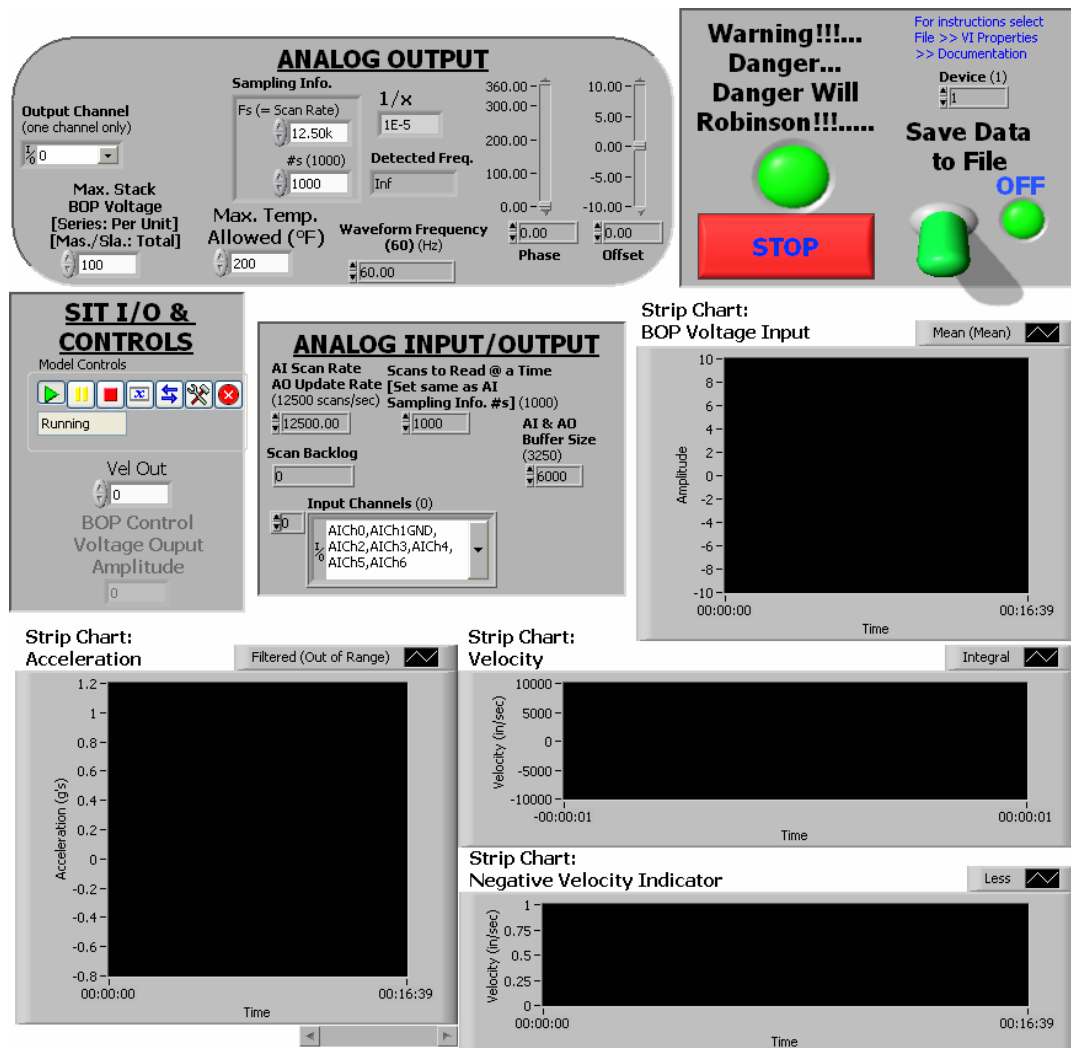 ANALOG OUTPUT
Output Channel
(one channel only)
I/O 0
Max. Stack
BOP Voltage
[Series: Per Unit]
[Mas./Sla.: Total]
100
Sampling Info.
Fs (= Scan Rate)
12.50k
#s (1000)
1000
1/x
1E-5
Detected Freq.
Inf
Max. Temp.
Allowed (°F)
200
Waveform Frequency
(60) (Hz)
60.00
360.00
300.00
200.00
100.00
0.00
0.00
Phase
10.00
5.00
0.00
-5.00
-10.00
0.00
Offset
Warning!!!...
Danger...
Danger Will
Robinson!!!.....
STOP
For instructions select
File >> VI Properties
>> Documentation
Device (1)
1
Save Data
to File
OFF
SIT I/O &
CONTROLS
Model Controls
x
Running
Vel Out
0
BOP Control
Voltage Ouput
Amplitude
0
ANALOG INPUT/OUTPUT
AI Scan Rate
AO Update Rate
(12500 scans/sec)
12500.00
Scans to Read @ a Time
[Set same as AI
Sampling Info. #s] (1000)
1000
AI & AO
Buffer Size
(3250)
6000
Scan Backlog
0
Input Channels (0)
0
I/O
AICh0,AICh1GND,
AICh2,AICh3,AICh4,
AICh5,AICh6
Strip Chart:
BOP Voltage Input
Mean (Mean)
Amplitude
10
8
6
4
2
0
-2
-4
-6
-8
-10
00:00:00
00:16:39
Time
Strip Chart:
Acceleration
Filtered (Out of Range)
Acceleration (g's)
1.2
1
0.8
0.6
0.4
0.2
0
-0.2
-0.4
-0.6
-0.8
00:00:00
00:16:39
Time
Strip Chart:
Velocity
Integral
Velocity (in/sec)
10000
5000
0
-5000
-10000
-00:00:01
00:00:01
Time
Strip Chart:
Negative Velocity Indicator
Less
Velocity (in/sec)
1
0.75
0.5
0.25
0
00:00:00
00:16:39
Time